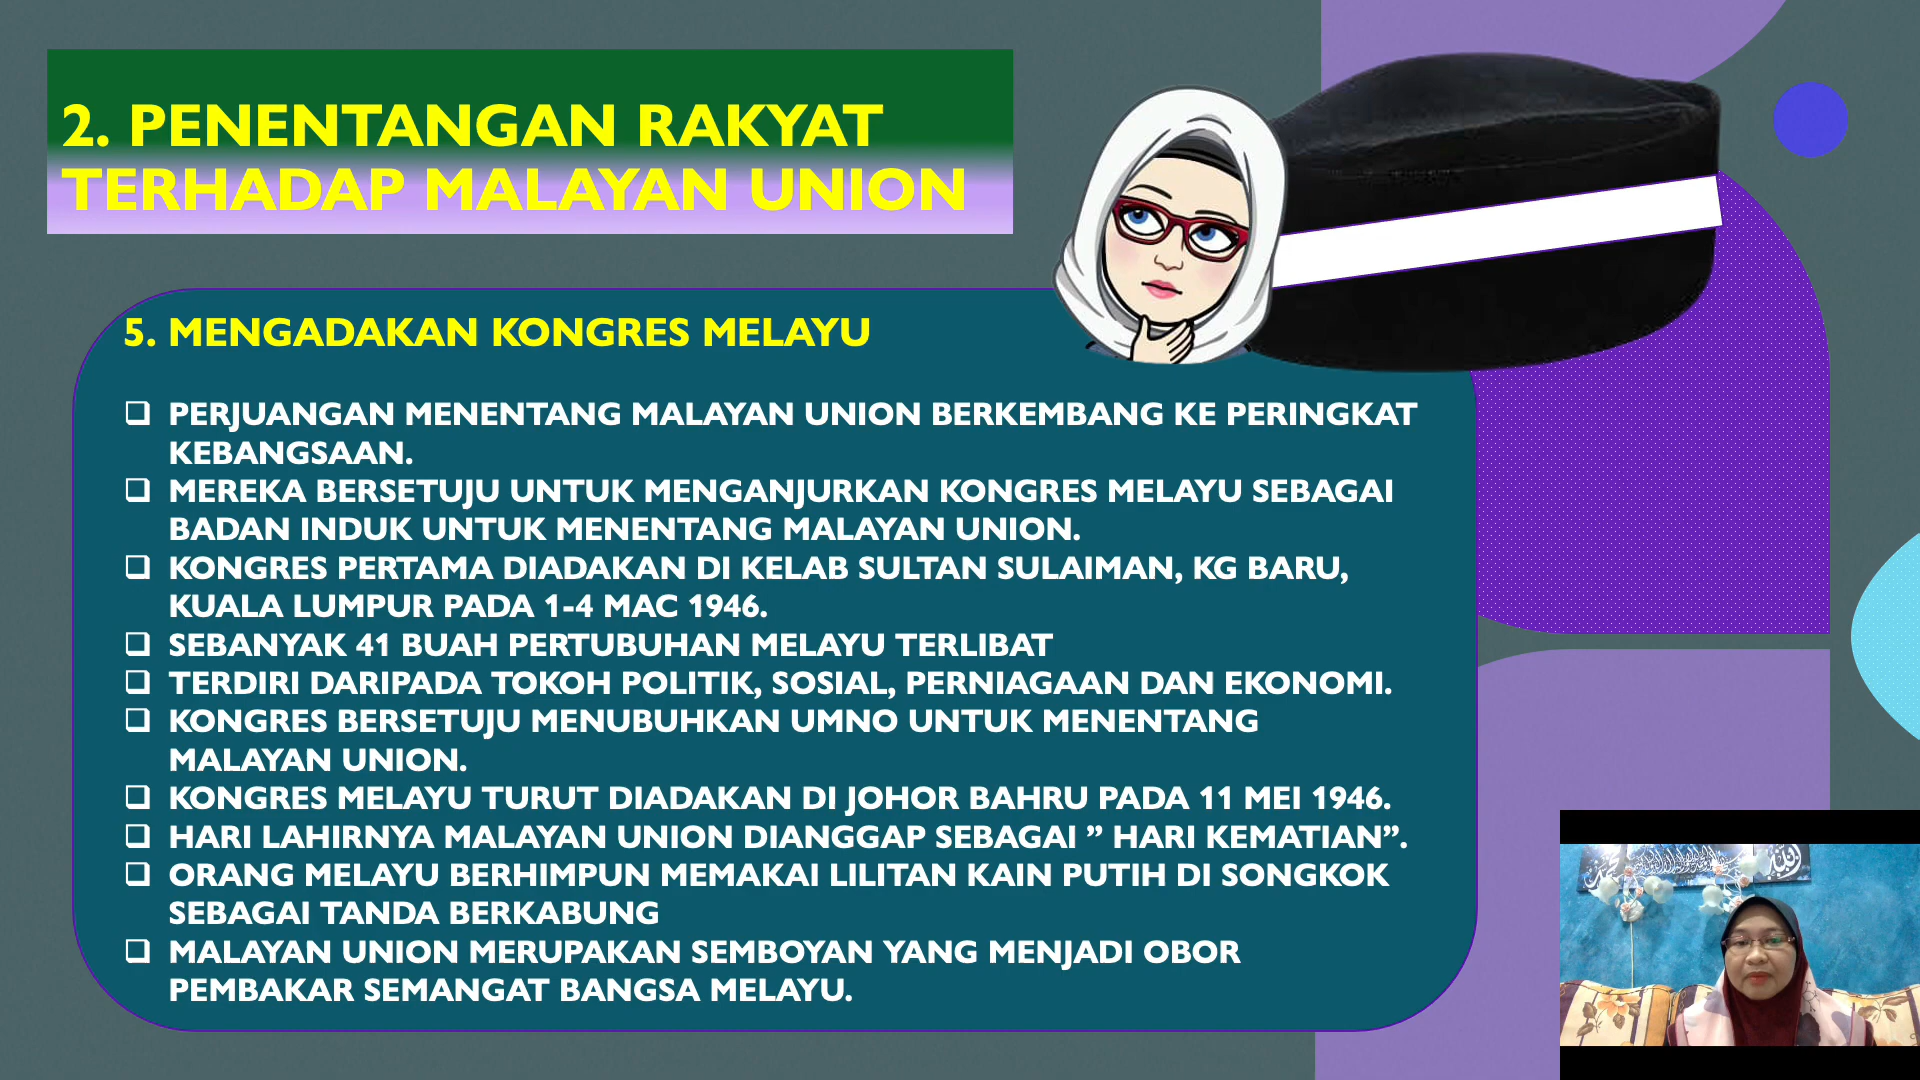 2. PENENTANGAN RAKYAT
TERHADAP MALAYAN UNION
5. MENGADAKAN KONGRES MELAYU
❑ PERJUANGAN MENENTANG MALAYAN UNION BERKEMBANG KE PERINGKAT
KEBANGSAAN.
❑ MEREKA BERSETUJU UNTUK MENGANJURKAN KONGRES MELAYU SEBAGAI
BADAN INDUK UNTUK MENENTANG MALAYAN UNION.
❑ KONGRES PERTAMA DIADAKAN DI KELAB SULTAN SULAIMAN, KG BARU,
KUALA LUMPUR PADA 1-4 MAC 1946.
❑ SEBANYAK 41 BUAH PERTUBUHAN MELAYU TERLIBAT
❑ TERDIRI DARIPADA TOKOH POLITIK, SOSIAL, PERNIAGAAN DAN EKONOMI.
❑ KONGRES BERSETUJU MENUBUHKAN UMNO UNTUK MENENTANG
MALAYAN UNION.
❑ KONGRES MELAYU TURUT DIADAKAN DI JOHOR BAHRU PADA 11 MEI 1946.
❑ HARI LAHIRNYA MALAYAN UNION DIANGGAP SEBAGAI ” HARI KEMATIAN”.
❑ ORANG MELAYU BERHIMPUN MEMAKAI LILITAN KAIN PUTIH DI SONGKOK
SEBAGAI TANDA BERKABUNG
❑ MALAYAN UNION MERUPAKAN SEMBOYAN YANG MENJADI OBOR
PEMBAKAR SEMANGAT BANGSA MELAYU.